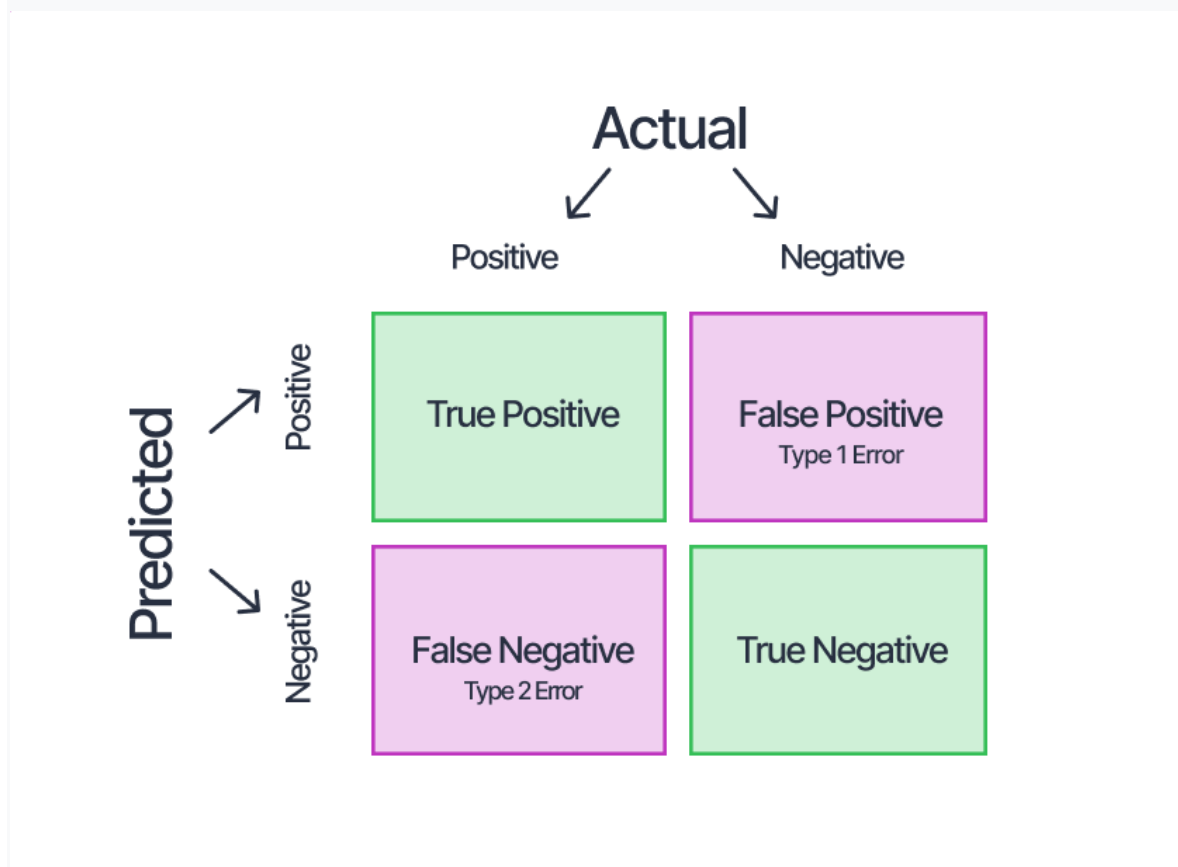 Actual
Positive
Negative
Predicted
Positive
True Positive
False Positive
Type 1 Error
Negative
False Negative
Type 2 Error
True Negative